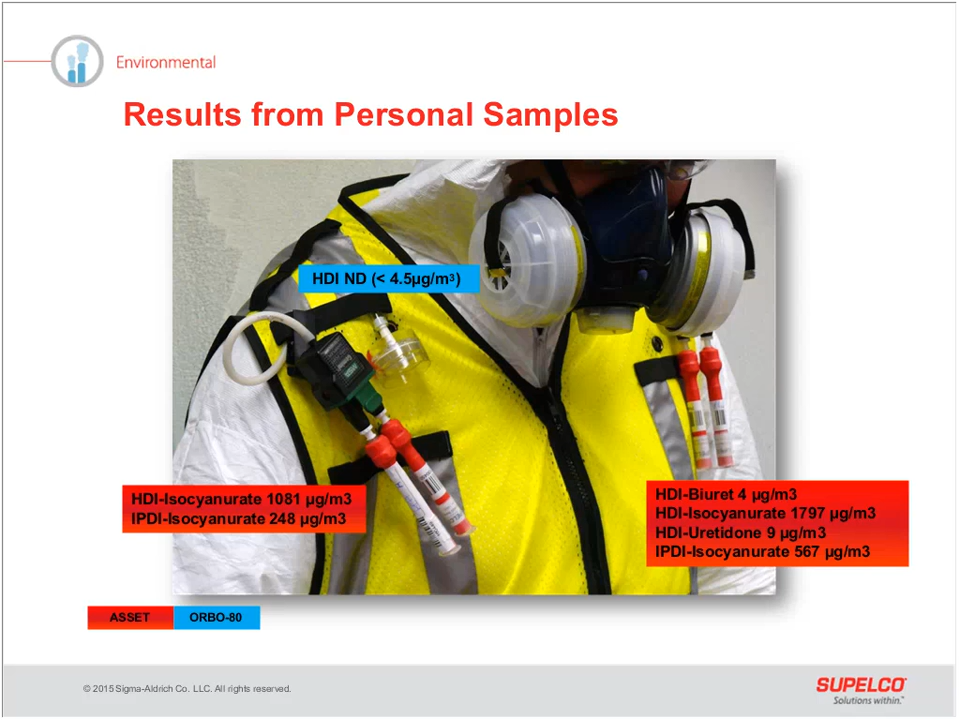 Environmental
Results from Personal Samples
HDI ND (< 4.5µg/m³)
HDI-Isocyanurate 1081 µg/m3
IPDI-Isocyanurate 248 µg/m3
HDI-Biuret 4 µg/m3
HDI-Isocyanurate 1797 µg/m3
HDI-Uretidone 9 µg/m3
IPDI-Isocyanurate 567 µg/m3
ASSET ORBO-80
© 2015 Sigma-Aldrich Co. LLC. All rights reserved.
SUPELCO
Solutions within.™